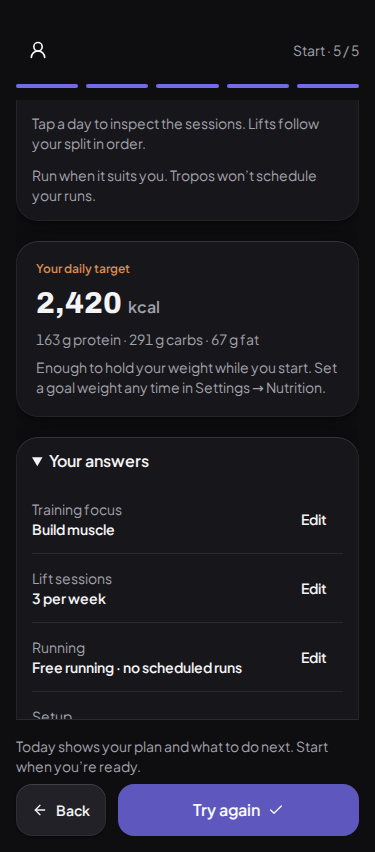 Start · 5 / 5
Tap a day to inspect the sessions. Lifts follow
your split in order.
Run when it suits you. Tropos won't schedule
your runs.
Your daily target
2,420 kcal
163 g protein · 291 g carbs · 67 g fat
Enough to hold your weight while you start. Set
a goal weight any time in Settings → Nutrition.
▼ Your answers
Training focus
Build muscle
Edit
Lift sessions
3 per week
Edit
Running
Free running · no scheduled runs
Edit
Setup
Today shows your plan and what to do next. Start
when you're ready.
← Back
Try again ✓